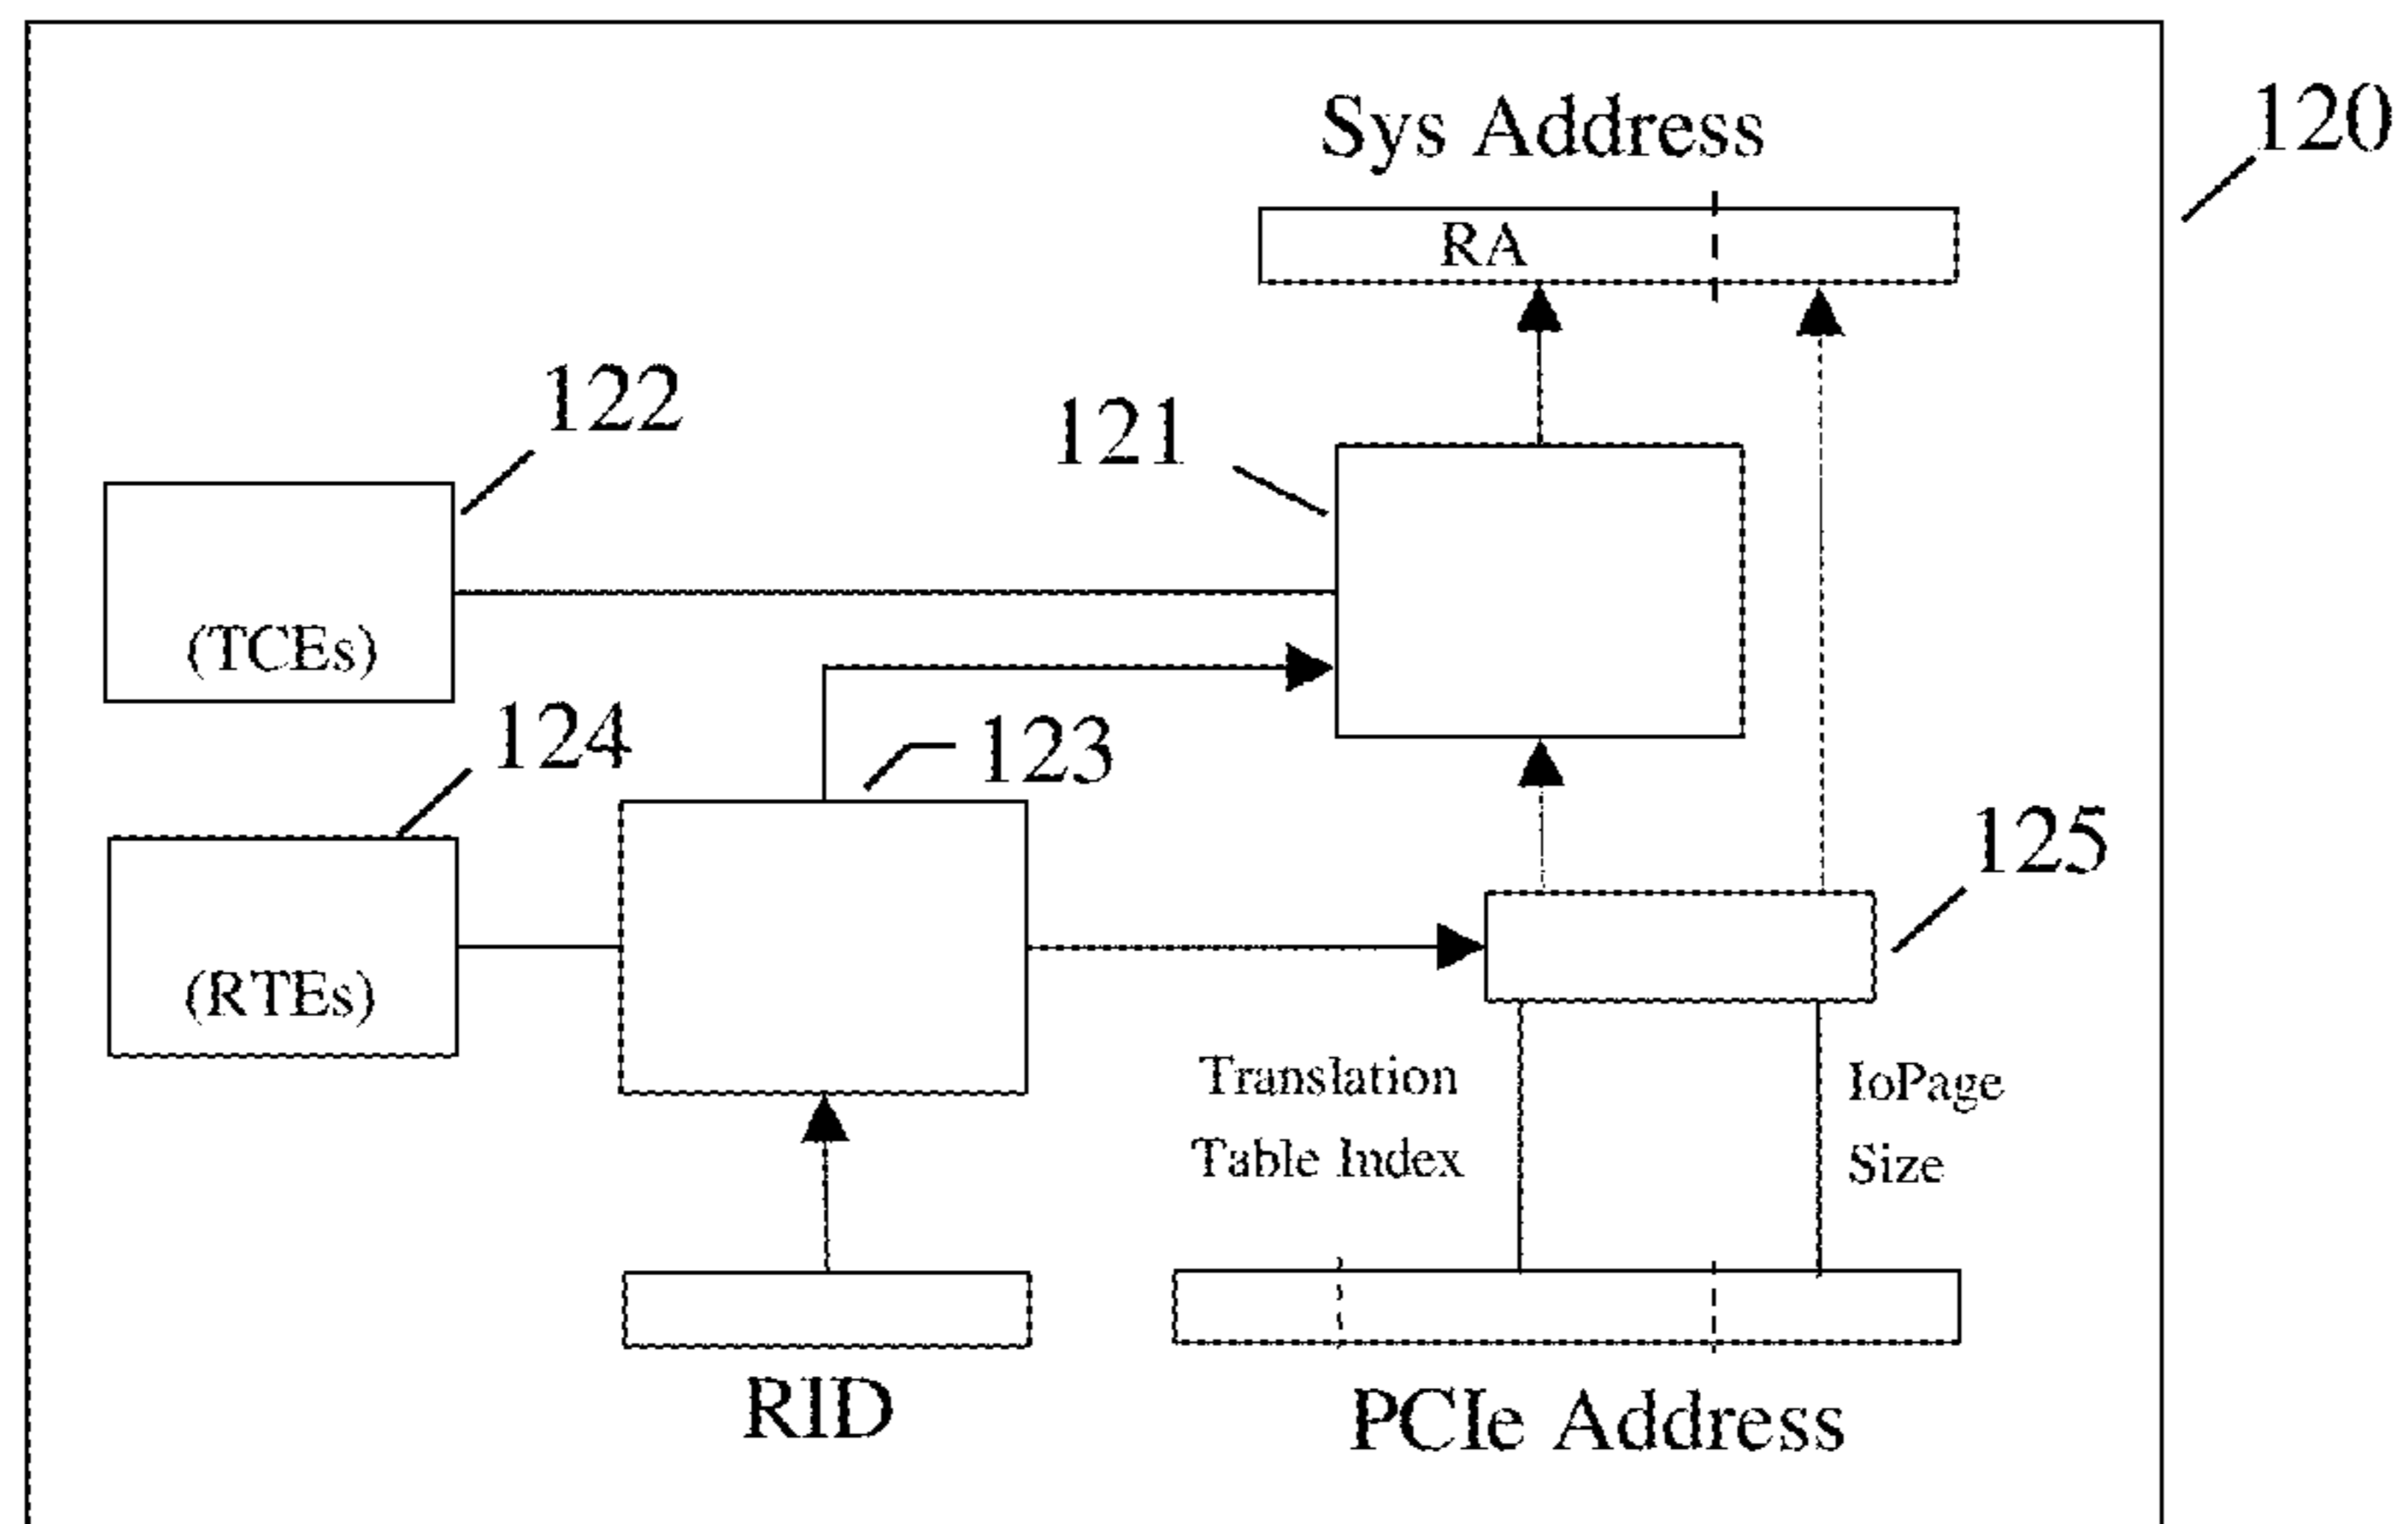 120
Sys Address
RA
122
121
(TCEs)
124
123
125
(RTEs)
Translation
Table Index
IoPage
Size
RID
PCIe Address